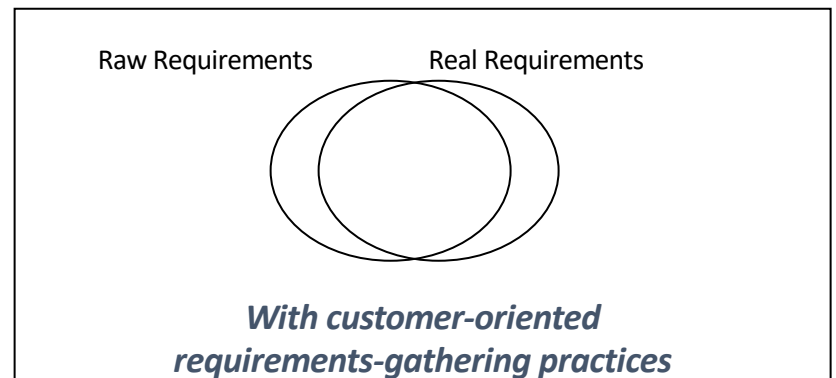 Raw Requirements Real Requirements
With customer-oriented
requirements-gathering practices